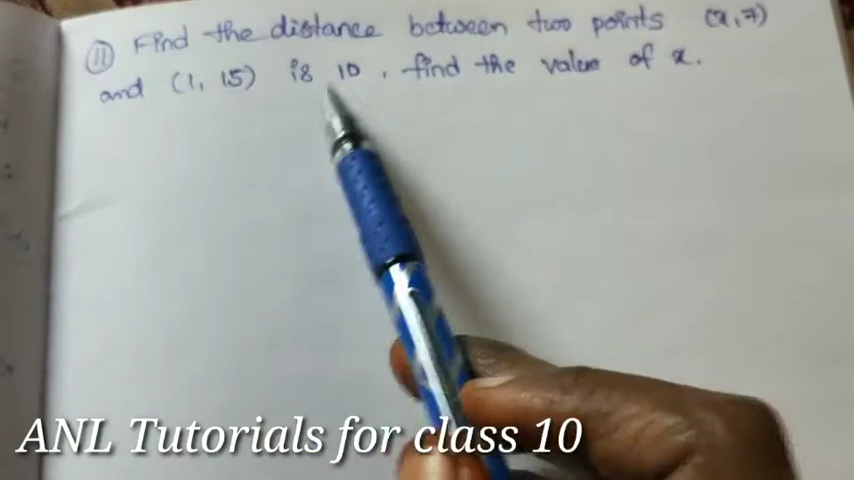 (11) Find the distance between two points (x,7)
and (1, 15) is 10, find the value of x.
ANL Tutorials for class 10